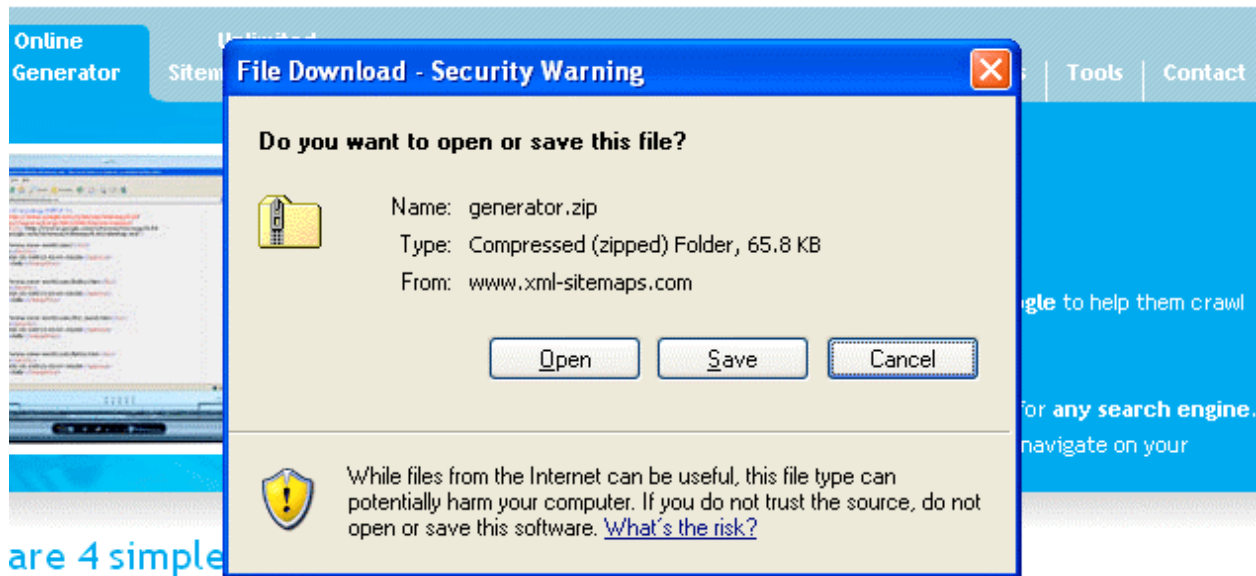 Online
Generator
Unlimited
Sitem
Tools
Contact
File Download - Security Warning
Do you want to open or save this file?
Name: generator.zip
Type: Compressed (zipped) Folder, 65.8 KB
From: www.xml-sitemaps.com
Open
Save
Cancel
gle to help them crawl
for any search engine.
navigate on your
While files from the Internet can be useful, this file type can
potentially harm your computer. If you do not trust the source, do not
open or save this software. What's the risk?
are 4 simple